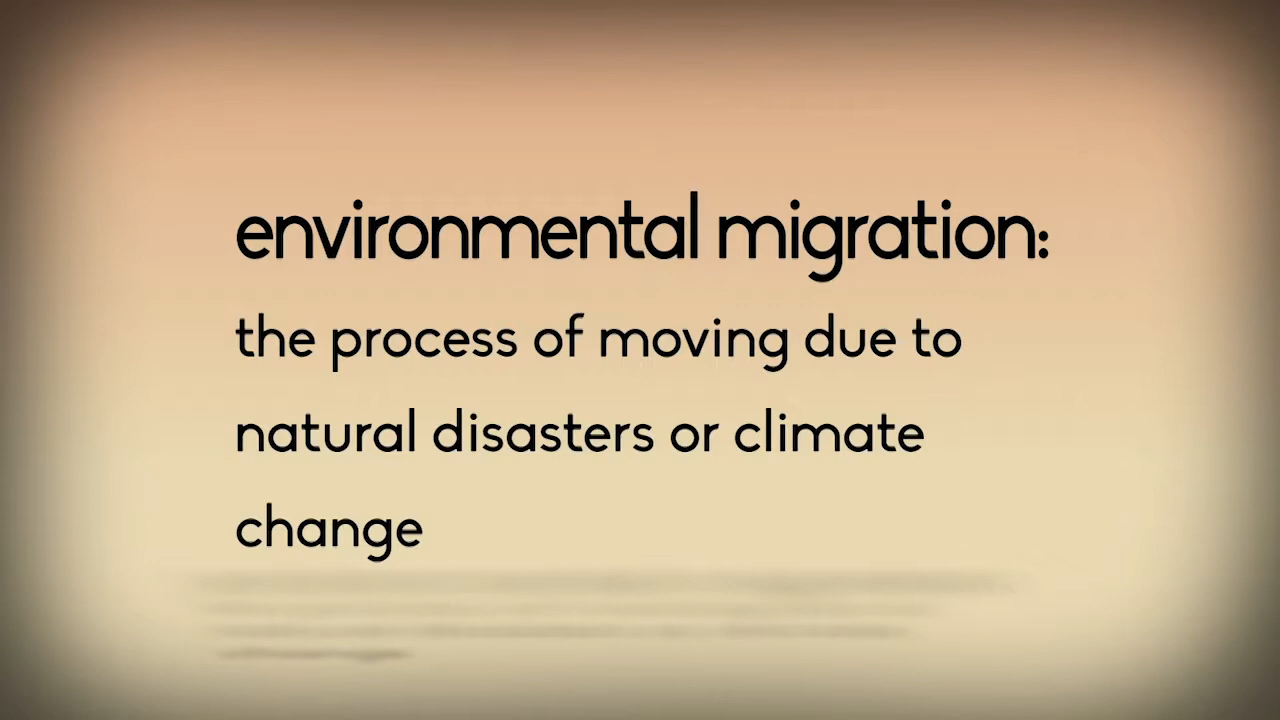 environmental migration:
the process of moving due to
natural disasters or climate
change